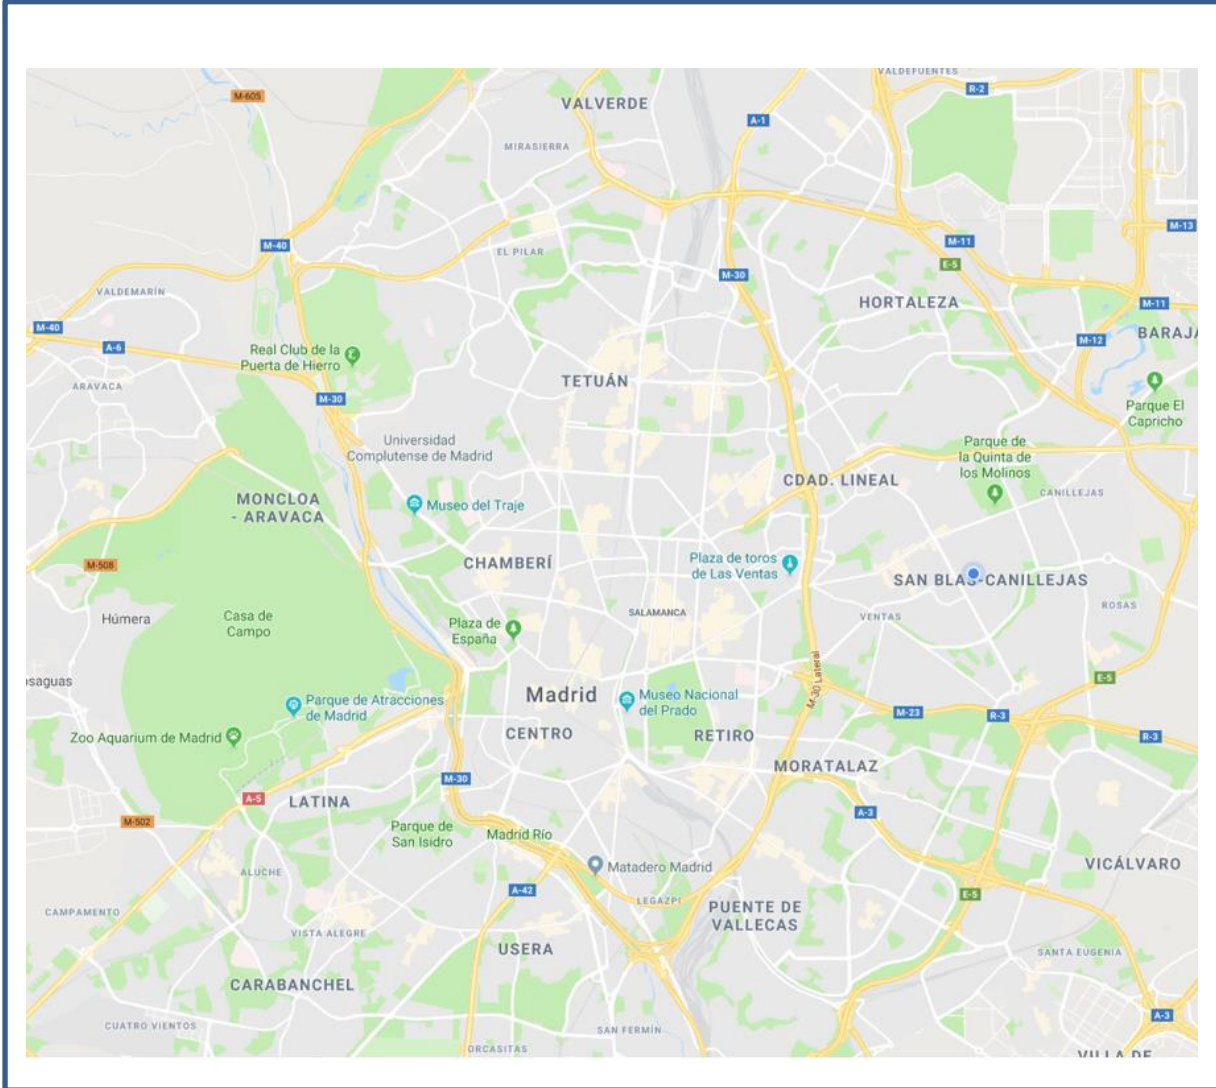 VALDEFUENTES
M-605
R-2
VALVERDE
A-1
MIRASIERRA
M-13
M-40
M-11
EL PILAR
E-5
M-30
VALDEMARÍN
HORTALEZA
M-11
M-40
M-12
BARAJA
A-6
Real Club de la
Puerta de Hierro
TETUÁN
ARAVACA
M-30
Parque El
Capricho
Universidad
Complutense de Madrid
Parque de
la Quinta de
los Molinos
CDAD. LINEAL
MONCLOA
- ARAVACA
CANILLEJAS
Museo del Traje
CHAMBERÍ
Plaza de toros
de Las Ventas
M-508
SAN BLAS-CANILLEJAS
ROSAS
Húmera
Casa de
Campo
SALAMANCA
VENTAS
Plaza de
España
M-30 Lateral
osaguas
E-5
Madrid
Museo Nacional
del Prado
Parque de Atracciones
de Madrid
M-23
R-3
Zoo Aquarium de Madrid
CENTRO
RETIRO
R-3
MORATALAZ
M-30
LATINA
A-5
M-502
A-3
Parque de
San Isidro
Madrid Río
Matadero Madrid
VICÁLVARO
ALUCHE
A-42
E-5
LEGAZPI
CAMPAMENTO
PUENTE DE
VALLECAS
VISTA ALEGRE
USERA
SANTA EUGENIA
CARABANCHEL
A-3
CUATRO VIENTOS
SAN FERMÍN
ORCASITAS
VILLA DE